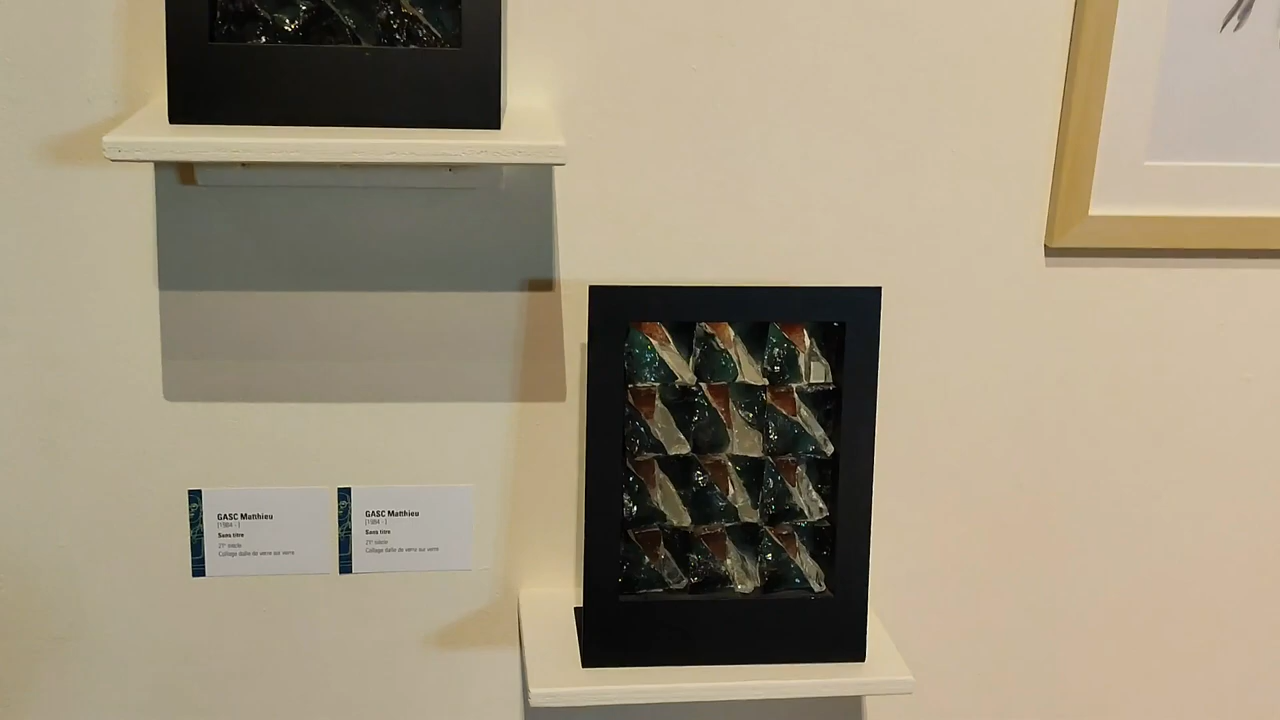 GASC Matthieu
[1984 - ]
Sans titre
21e siècle
Collage dalle de verre sur verre
GASC Matthieu
[1984 - ]
Sans titre
21e siècle
Collage dalle de verre sur verre